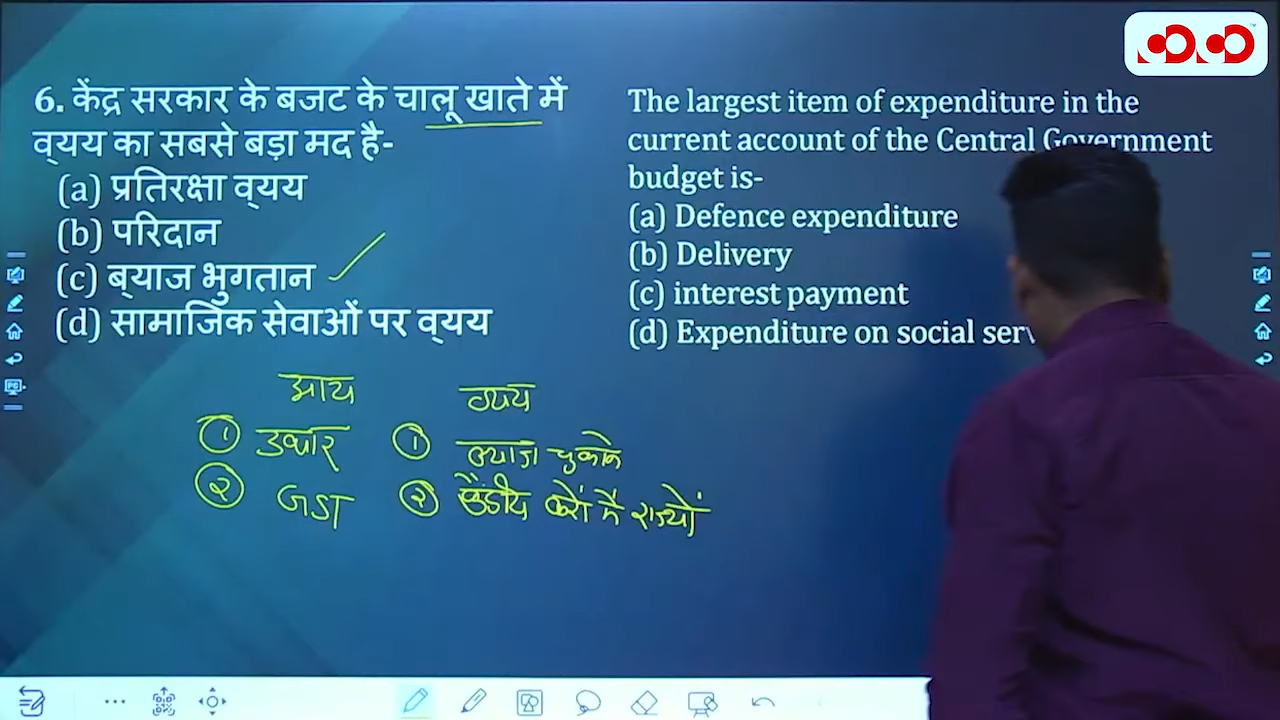 6. केंद्र सरकार के बजट के चालू खाते में
व्यय का सबसे बड़ा मद है-
(a) प्रतिरक्षा व्यय
(b) परिदान
(c) ब्याज भुगतान
(d) सामाजिक सेवाओं पर व्यय
The largest item of expenditure in the
current account of the Central Government
budget is-
(a) Defence expenditure
(b) Delivery
(c) interest payment
(d) Expenditure on social serv
आय
① उधार
② GST
व्यय
① ब्याज चुकाने
② केंद्रीय करों में राज्यों